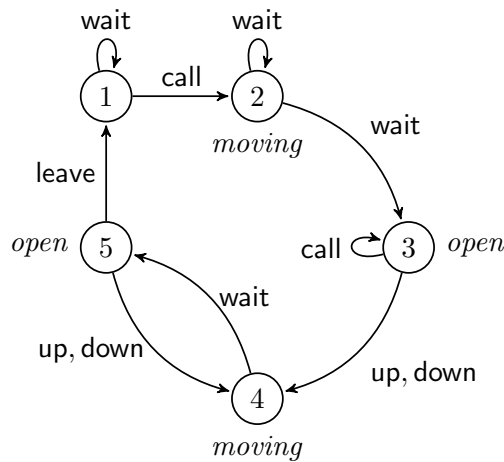 wait
wait
1
call
2
moving
wait
leave
open
5
call
3
open
wait
up, down
up, down
4
moving